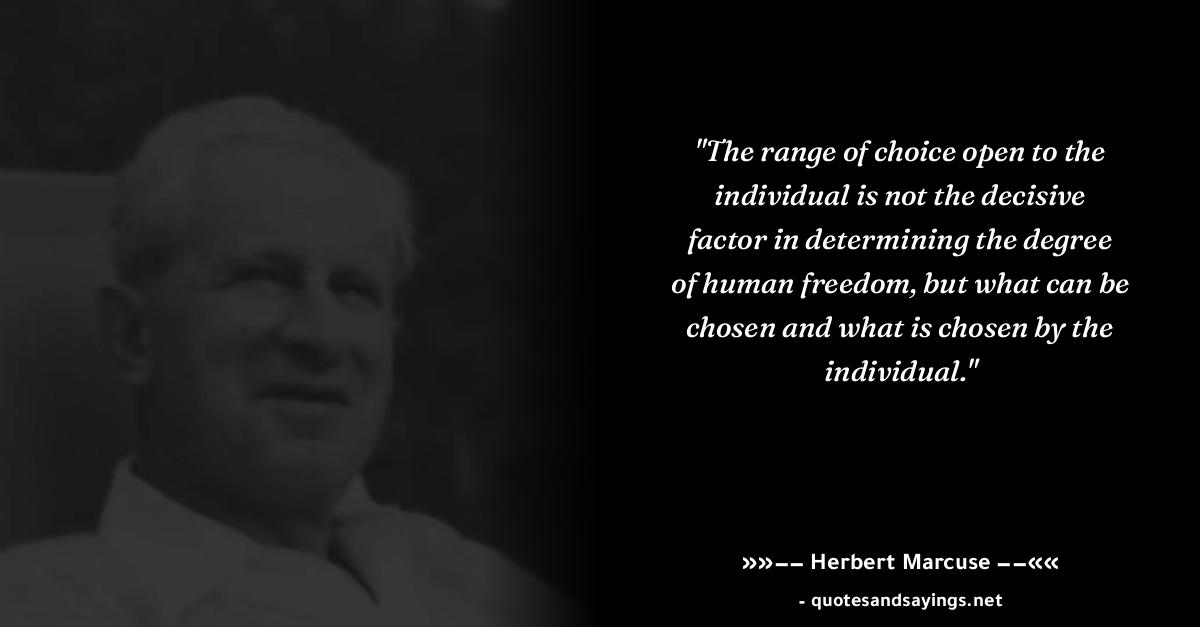 "The range of choice open to the
individual is not the decisive
factor in determining the degree
of human freedom, but what can be
chosen and what is chosen by the
individual."
»»−− Herbert Marcuse −−««
- quotesandsayings.net